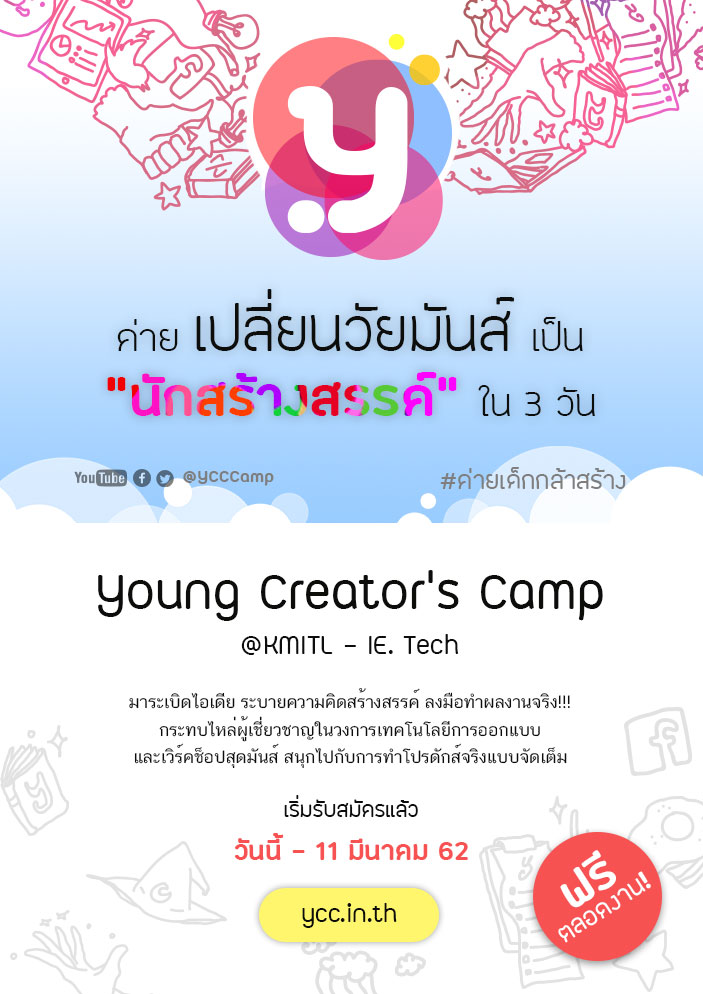 y
ค่าย เปลี่ยนวัยมันส์ เป็น
"นักสร้างสรรค์" ใน 3 วัน
YouTube @YCCCamp
#ค่ายเด็กกล้าสร้าง
Young Creator's Camp
@KMITL - IE. Tech
มาระเบิดไอเดีย ระบายความคิดสร้างสรรค์ ลงมือทำผลงานจริง!!!
กระทบไหล่ผู้เชี่ยวชาญในวงการเทคโนโลยีการออกแบบ
และเวิร์คช็อปสุดมันส์ สนุกไปกับการทำโปรดักส์จริงแบบจัดเต็ม
เริ่มรับสมัครแล้ว
วันนี้ - 11 มีนาคม 62
ycc.in.th
ฟรี
ตลอดงาน!